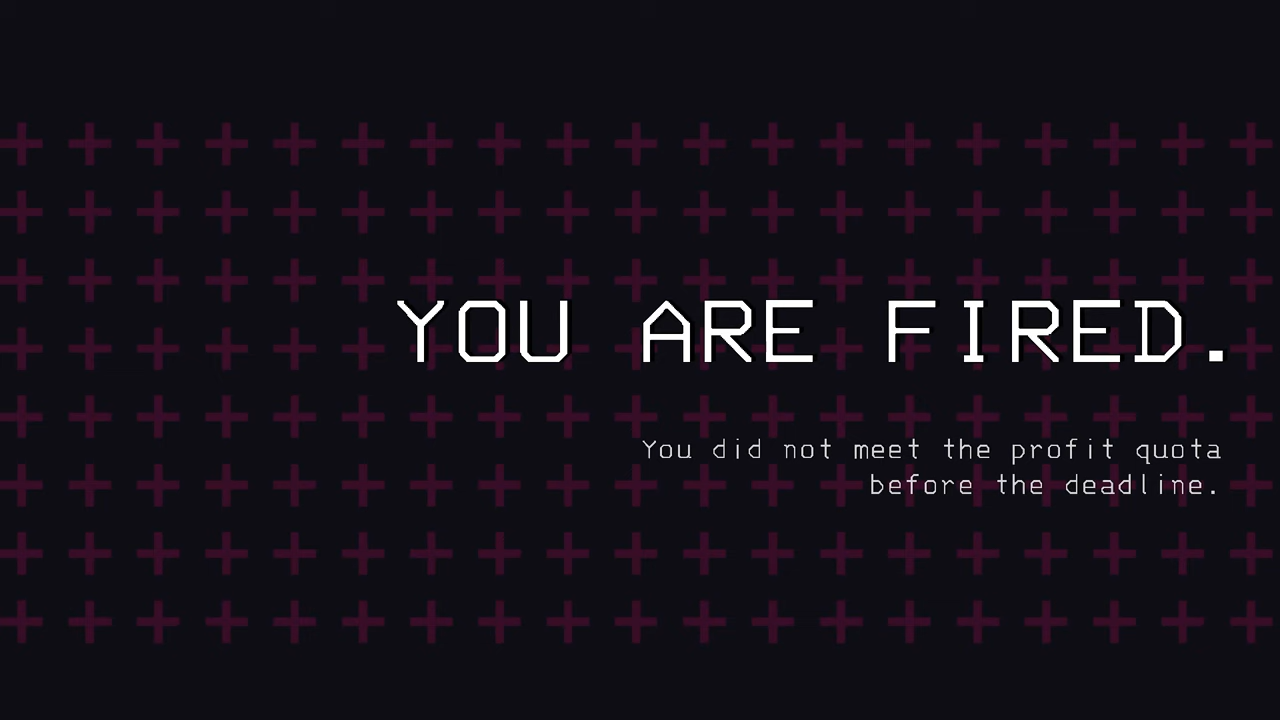 YOU ARE FIRED.
You did not meet the profit quota
before the deadline.